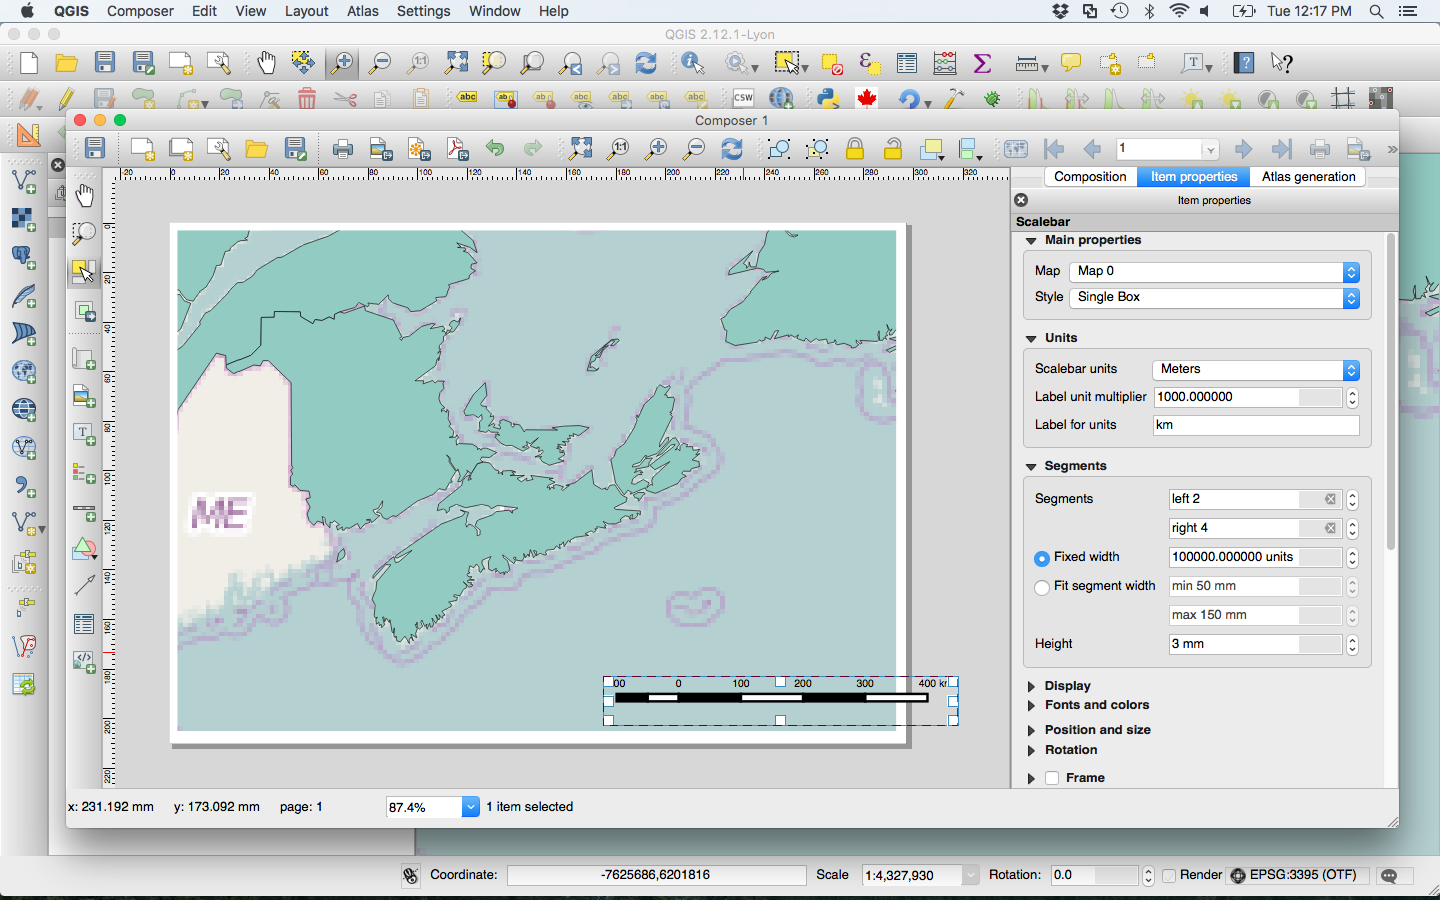 QGIS Composer Edit View Layout Atlas Settings Window Help Tue 12:17 PM
QGIS 2.12.1-Lyon
Composer 1
1
Composition Item properties Atlas generation
Item properties
Scalebar
Main properties
Map Map 0
Style Single Box
Units
Scalebar units Meters
Label unit multiplier 1000.000000
Label for units km
Segments
Segments left 2
right 4
Fixed width 100000.000000 units
Fit segment width min 50 mm
max 150 mm
Height 3 mm
Display
Fonts and colors
Position and size
Rotation
Frame
ME
00 0 100 200 300 400 km
x: 231.192 mm y: 173.092 mm page: 1 87.4% 1 item selected
Coordinate: -7625686,6201816 Scale 1:4,327,930 Rotation: 0.0 Render EPSG:3395 (OTF)